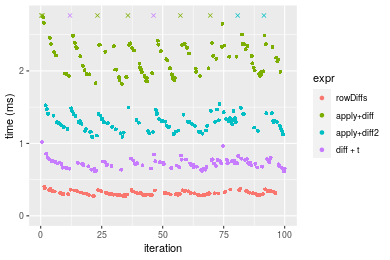 time (ms)
2
1
0
0
25
50
75
100
iteration
expr
rowDiffs
apply+diff
apply+diff2
diff + t